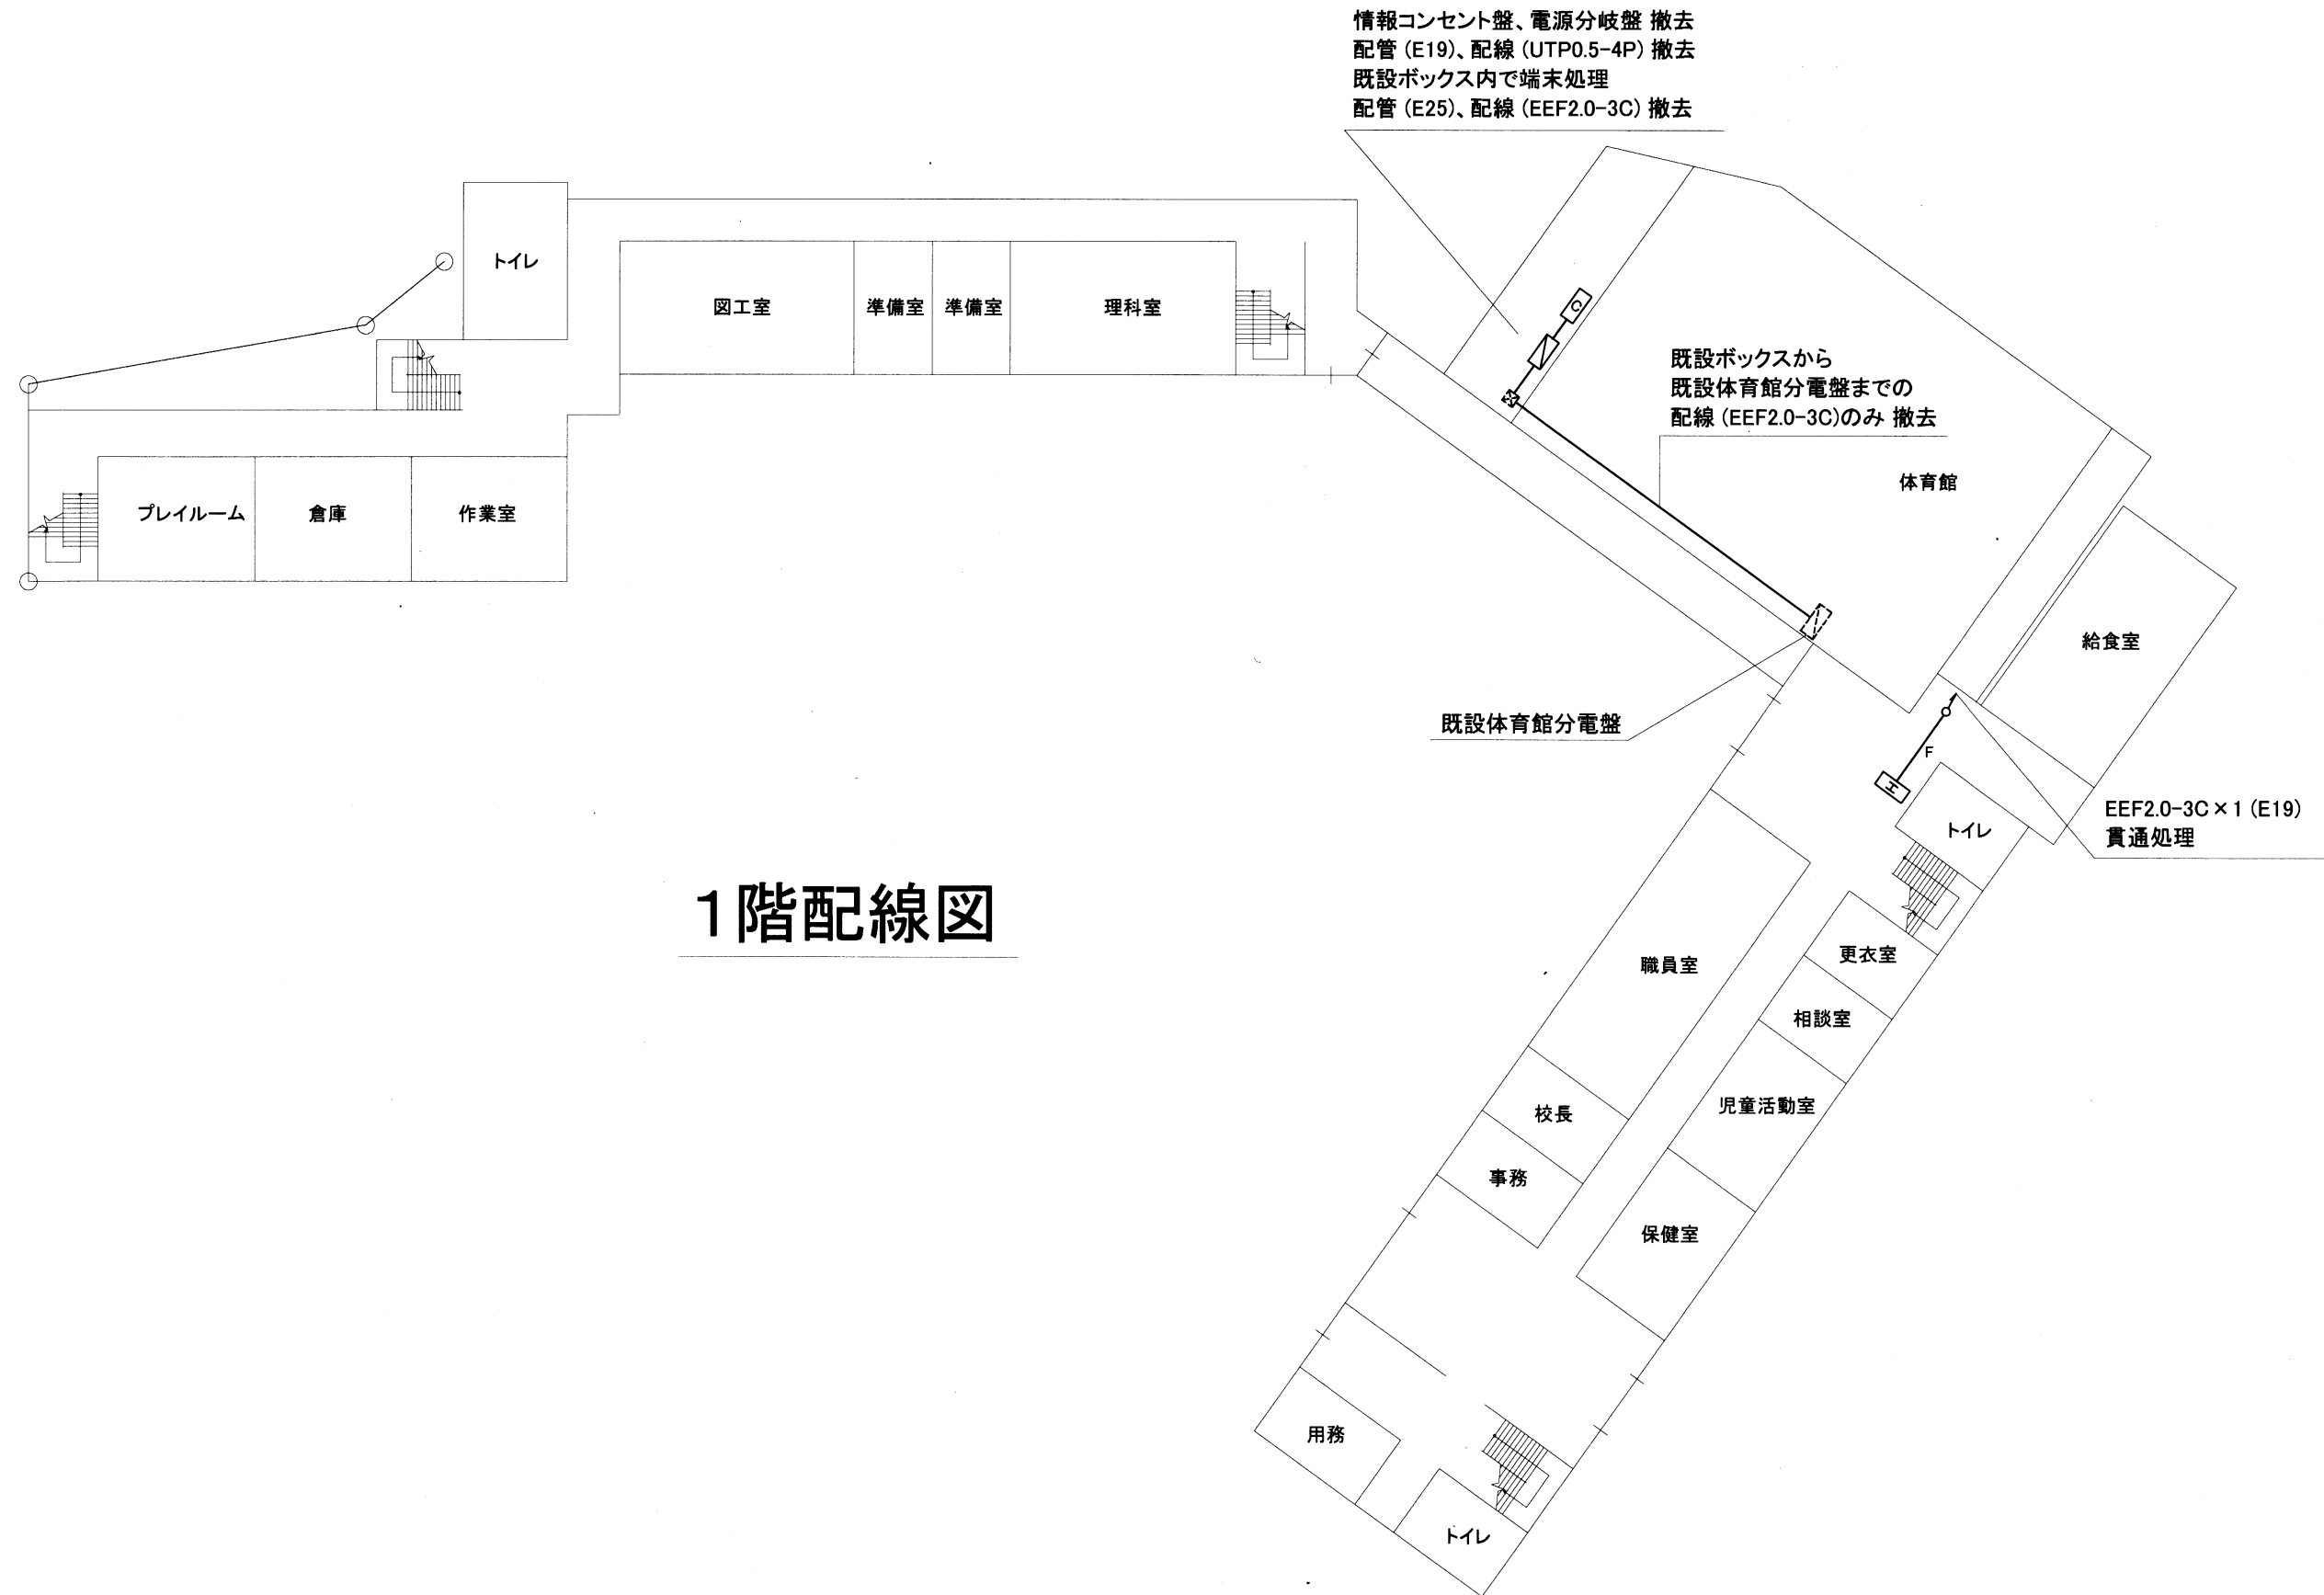 情報コンセント盤、電源分岐盤 撤去
配管 (E19)、配線 (UTP0.5-4P) 撤去
既設ボックス内で端末処理
配管 (E25)、配線 (EEF2.0-3C) 撤去
トイレ
図工室
準備室
準備室
理科室
C
既設ボックスから
既設体育館分電盤までの
配線 (EEF2.0-3C)のみ 撤去
体育館
プレイルーム
倉庫
作業室
給食室
既設体育館分電盤
F
H
EEF2.0-3C×1 (E19)
貫通処理
トイレ
1階配線図
職員室
更衣室
相談室
児童活動室
校長
事務
保健室
用務
トイレ